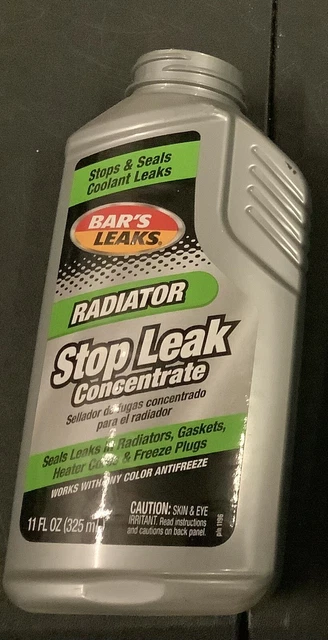 Stops & Seals
Coolant Leaks
BAR'S
LEAKS
RADIATOR
Stop Leak
Concentrate
Sellador de fugas concentrado
para el radiador
Seals Leaks in Radiators, Gaskets,
Heater Cores & Freeze Plugs
WORKS WITH ANY COLOR ANTIFREEZE
11 FL OZ (325 m
CAUTION: SKIN & EYE
IRRITANT. Read instructions
and cautions on back panel.
p/n 1196